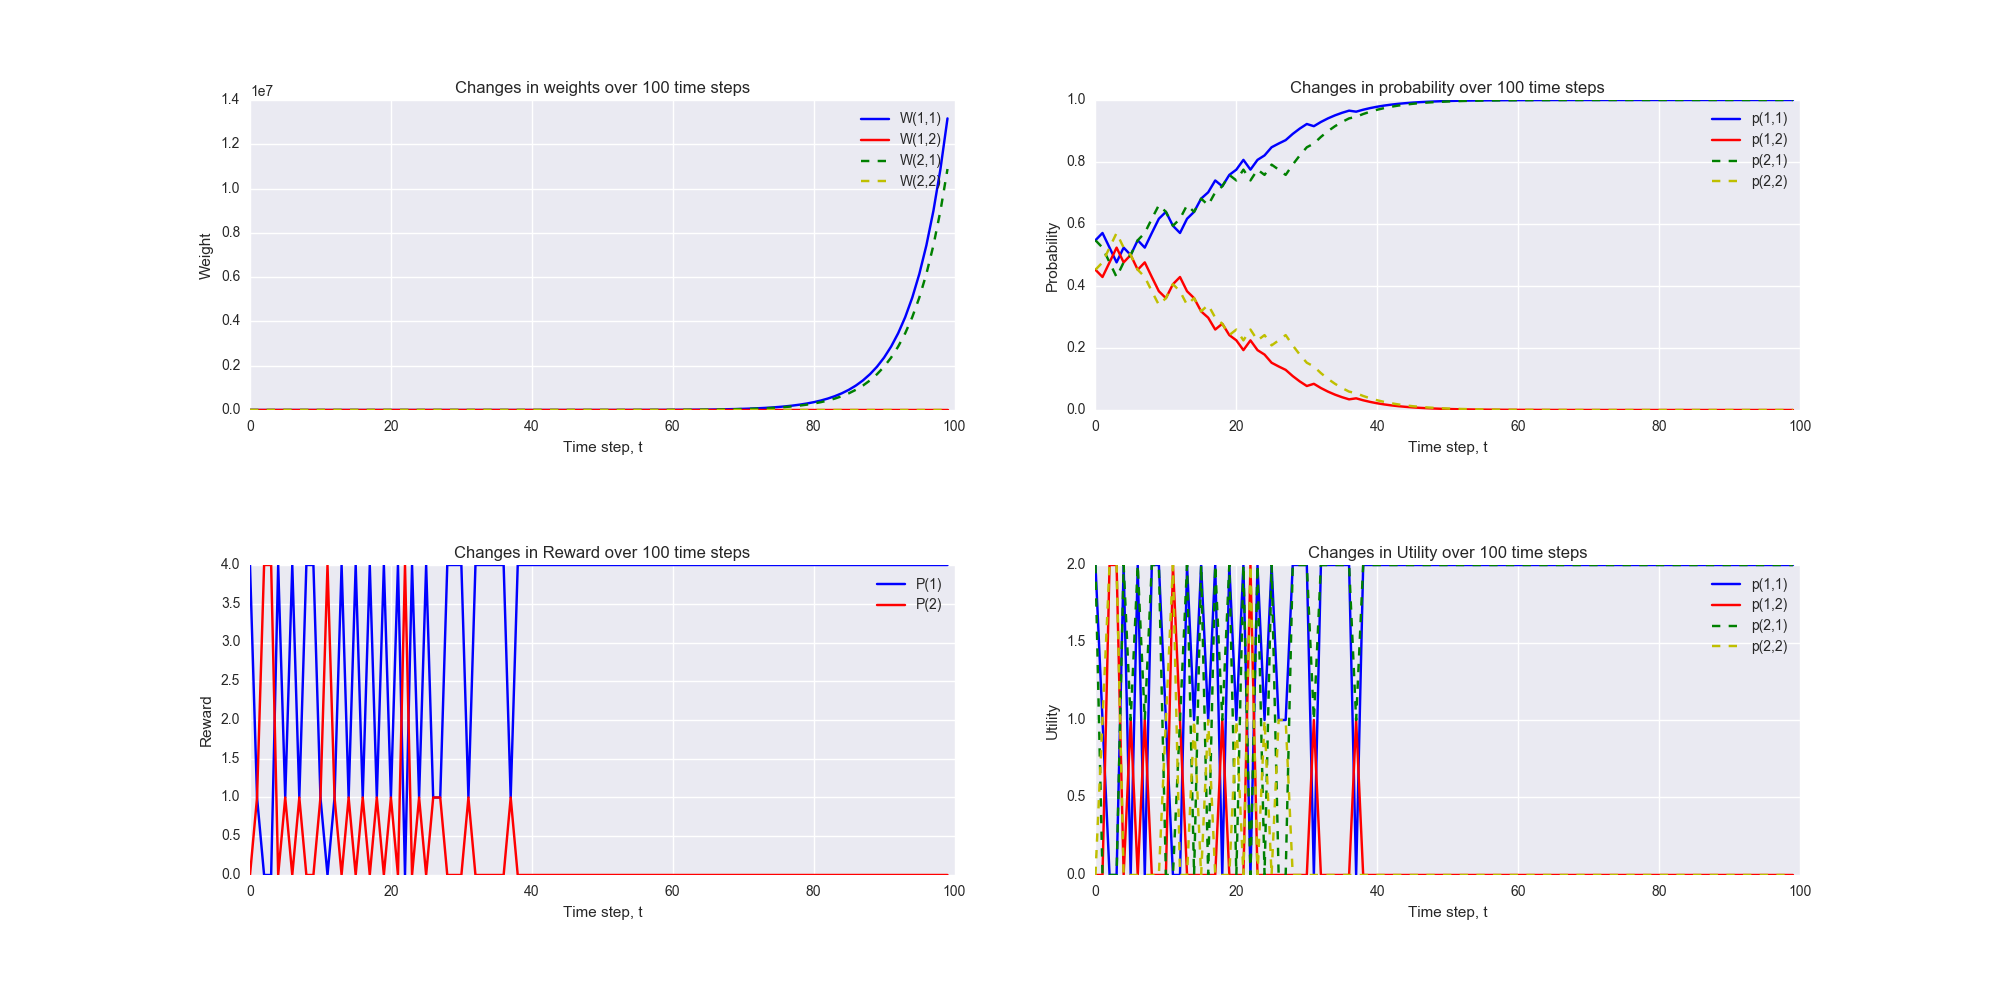 Changes in weights over 100 time steps
1e7
1.4
1.2
1.0
0.8
0.6
0.4
0.2
0.0
Weight
W(1,1)
W(1,2)
W(2,1)
W(2,2)
0 20 40 60 80 100
Time step, t
Changes in probability over 100 time steps
1.0
0.8
0.6
0.4
0.2
0.0
Probability
p(1,1)
p(1,2)
p(2,1)
p(2,2)
0 20 40 60 80 100
Time step, t
Changes in Reward over 100 time steps
4.0
3.5
3.0
2.5
2.0
1.5
1.0
0.5
0.0
Reward
P(1)
P(2)
0 20 40 60 80 100
Time step, t
Changes in Utility over 100 time steps
2.0
1.5
1.0
0.5
0.0
Utility
p(1,1)
p(1,2)
p(2,1)
p(2,2)
0 20 40 60 80 100
Time step, t